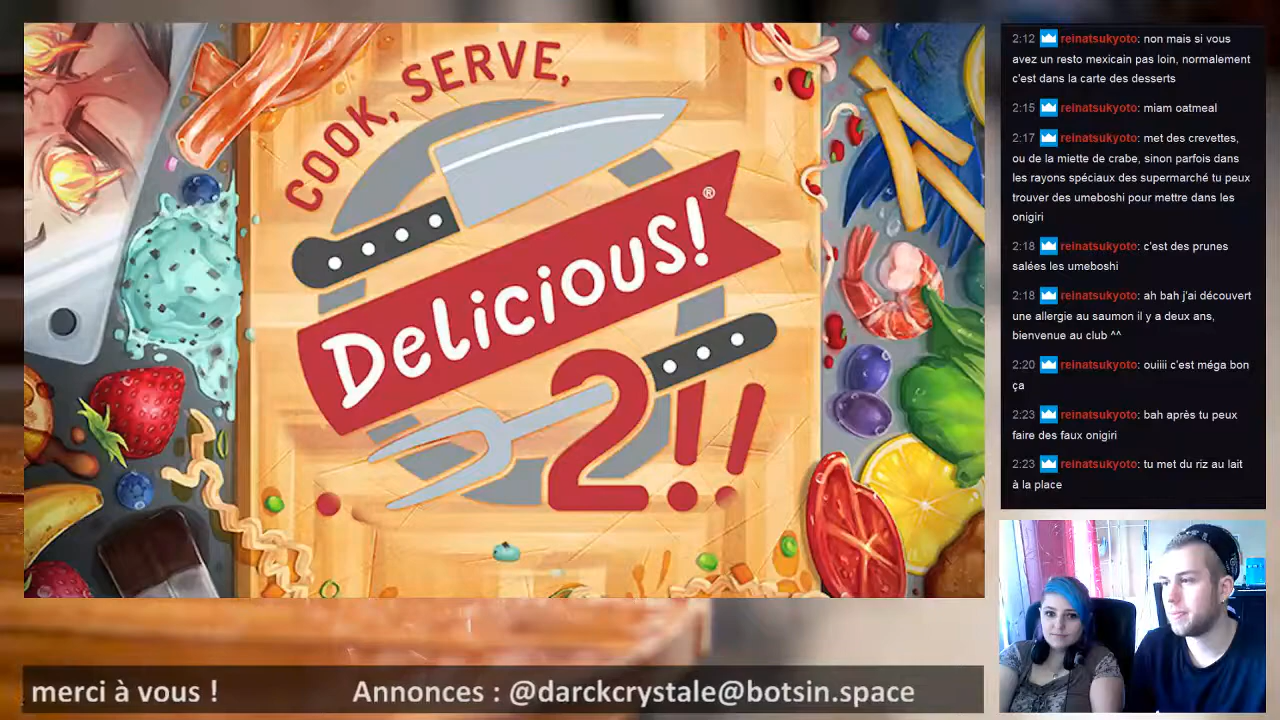 COOK, SERVE,
Delicious!®
2!!
2:12 reinatsukyoto: non mais si vous
avez un resto mexicain pas loin, normalement
c'est dans la carte des desserts
2:15 reinatsukyoto: miam oatmeal
2:17 reinatsukyoto: met des crevettes,
ou de la miette de crabe, sinon parfois dans
les rayons spéciaux des supermarché tu peux
trouver des umeboshi pour mettre dans les
onigiri
2:18 reinatsukyoto: c'est des prunes
salées les umeboshi
2:18 reinatsukyoto: ah bah j'ai découvert
une allergie au saumon il y a deux ans,
bienvenue au club ^^
2:20 reinatsukyoto: ouiiii c'est méga bon
ça
2:23 reinatsukyoto: bah après tu peux
faire des faux onigiri
2:23 reinatsukyoto: tu met du riz au lait
à la place
merci à vous ! Annonces : @darckcrystale@botsin.space